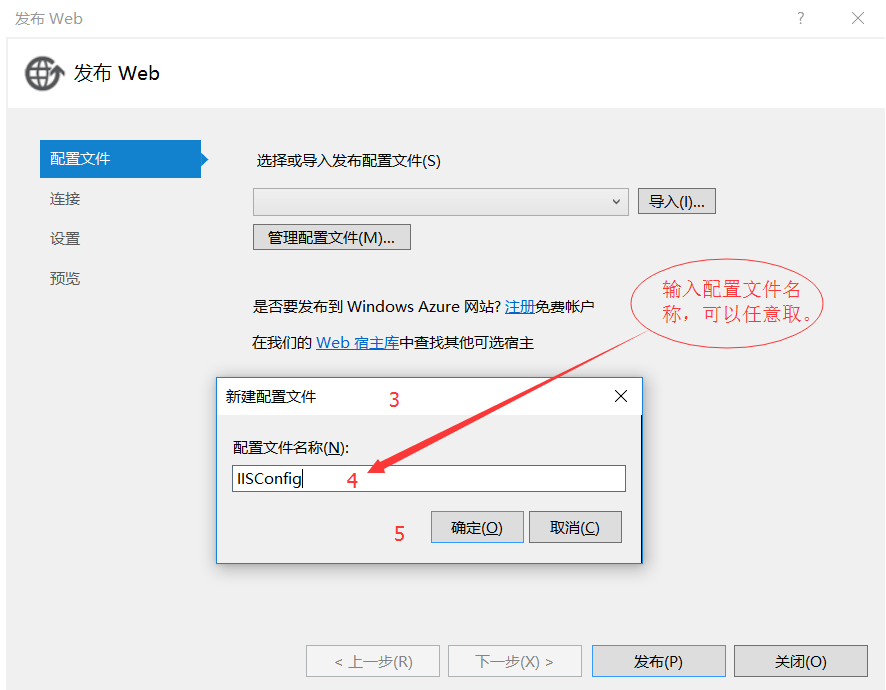 发布 Web
?
发布 Web
配置文件
连接
设置
预览
选择或导入发布配置文件(S)
导入(I)...
管理配置文件(M)...
是否要发布到 Windows Azure 网站? 注册免费帐户
在我们的 Web 宿主库中查找其他可选宿主
输入配置文件名
称，可以任意取。
新建配置文件
3
配置文件名称(N):
IISConfig
4
5
确定(O)
取消(C)
< 上一步(R)
下一步(X) >
发布(P)
关闭(O)